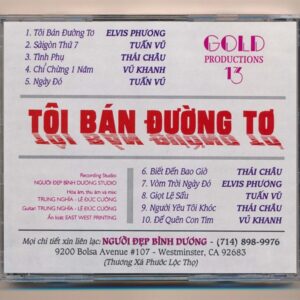 1. Tôi Bán Đường Tơ ELVIS PHƯƠNG
2. Sàigòn Thứ 7 TUẤN VŨ
3. Tình Phụ THÁI CHÂU
4. Chỉ Chừng 1 Năm VŨ KHANH
5. Ngày Đó TUẤN VŨ
GOLD
PRODUCTIONS
13
TÔI BÁN ĐƯỜNG TƠ
Recording Studio
NGƯỜI ĐẸP BÌNH DƯƠNG STUDIO
Hòa âm, thu âm và mix:
TRUNG NGHĨA - LÊ ĐỨC CƯỜNG
Guitar: TRUNG NGHĨA - LÊ ĐỨC CƯỜNG
Ấn loát: EAST WEST PRINTING
6. Biết Đến Bao Giờ THÁI CHÂU
7. Vòm Trời Ngày Đó ELVIS PHƯƠNG
8. Giọt Lệ Sầu TUẤN VŨ
9. Người Yêu Tôi Khóc THÁI CHÂU
10. Để Quên Con Tim VŨ KHANH
Mọi chi tiết xin liên lạc: NGƯỜI ĐẸP BÌNH DƯƠNG - (714) 898-9976
9200 Bolsa Avenue #107 - Westminster, CA 92683
(Thương Xá Phước Lộc Thọ)